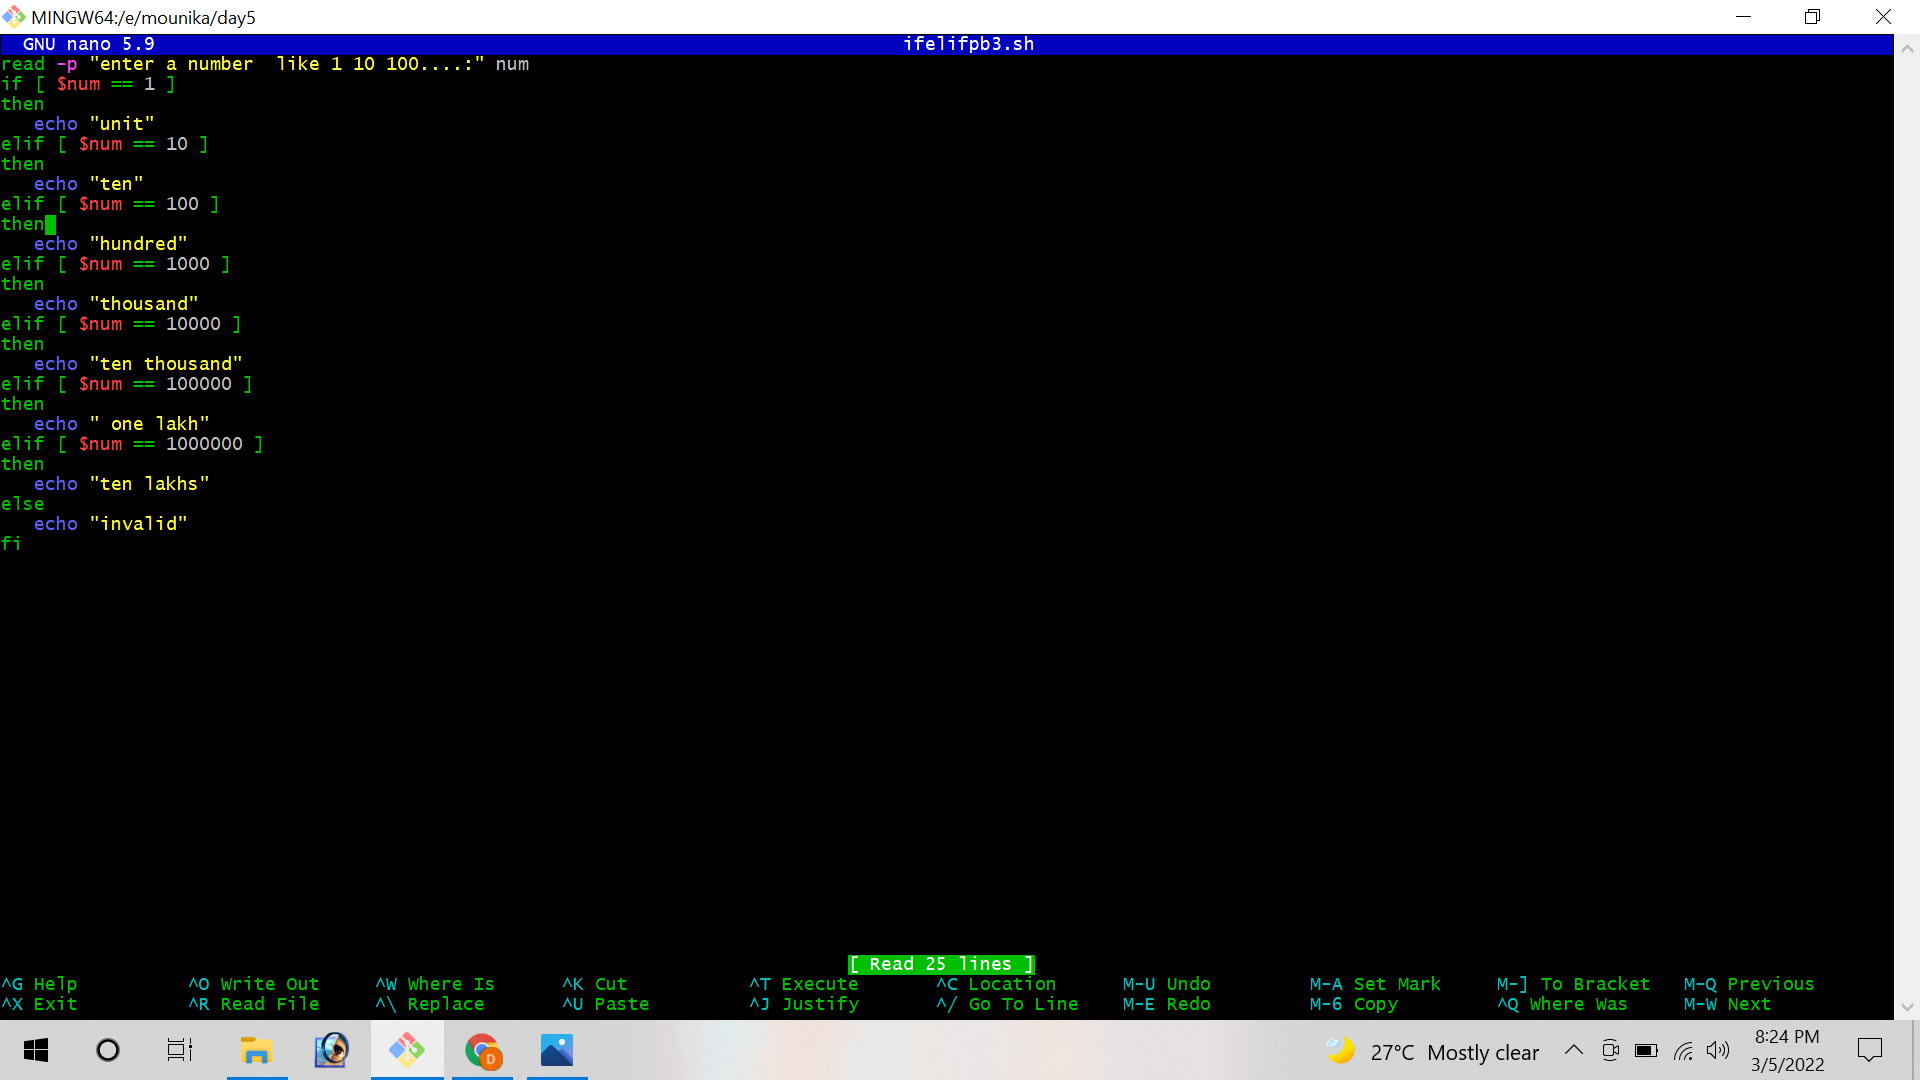 MINGW64:/e/mounika/day5
GNU nano 5.9 ifelifpb3.sh
read -p "enter a number  like 1 10 100....:" num
if [ $num == 1 ]
then
   echo "unit"
elif [ $num == 10 ]
then
   echo "ten"
elif [ $num == 100 ]
then
   echo "hundred"
elif [ $num == 1000 ]
then
   echo "thousand"
elif [ $num == 10000 ]
then
   echo "ten thousand"
elif [ $num == 100000 ]
then
   echo " one lakh"
elif [ $num == 1000000 ]
then
   echo "ten lakhs"
else
   echo "invalid"
fi
[ Read 25 lines ]
^G Help ^O Write Out ^W Where Is ^K Cut ^T Execute ^C Location M-U Undo M-A Set Mark M-] To Bracket M-Q Previous
^X Exit ^R Read File ^\ Replace ^U Paste ^J Justify ^/ Go To Line M-E Redo M-6 Copy ^Q Where Was M-W Next
D
27°C Mostly clear
8:24 PM
3/5/2022